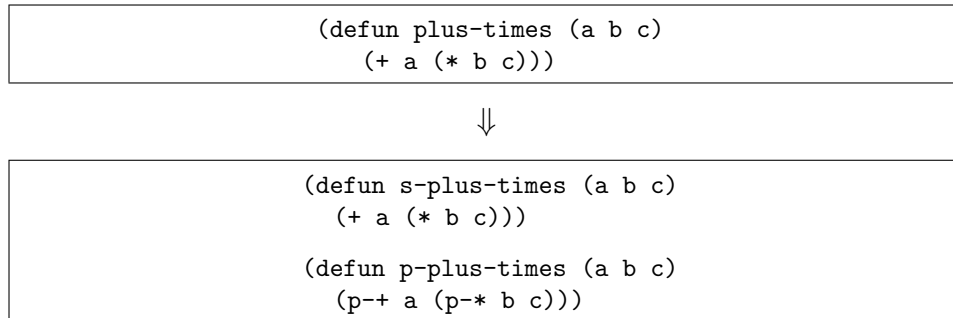 (defun plus-times (a b c)
(+ a (* b c)))
⇓
(defun s-plus-times (a b c)
(+ a (* b c)))
(defun p-plus-times (a b c)
(p-+ a (p-* b c)))